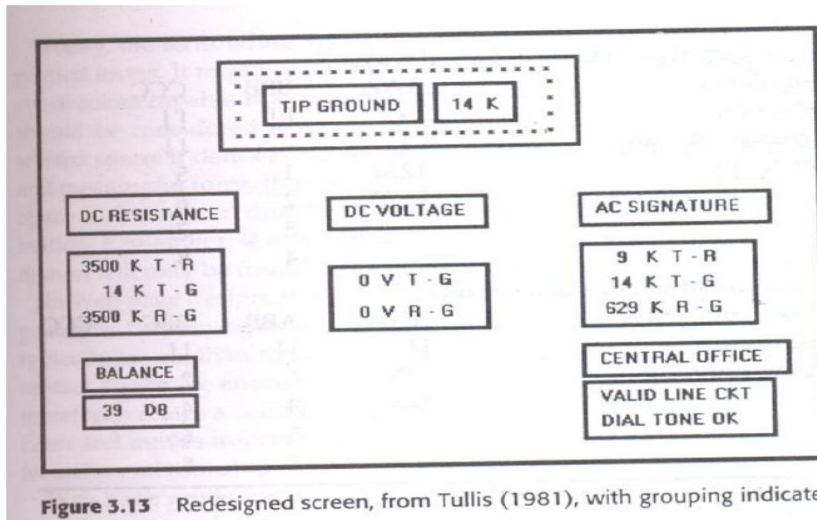 TIP GROUND 14 K
DC RESISTANCE DC VOLTAGE AC SIGNATURE
3500 K T-R
14 K T-G
3500 K R-G
0 V T-G
0 V R-G
9 K T-R
14 K T-G
629 K R-G
BALANCE
39 DB
CENTRAL OFFICE
VALID LINE CKT
DIAL TONE OK
Figure 3.13 Redesigned screen, from Tullis (1981), with grouping indicate